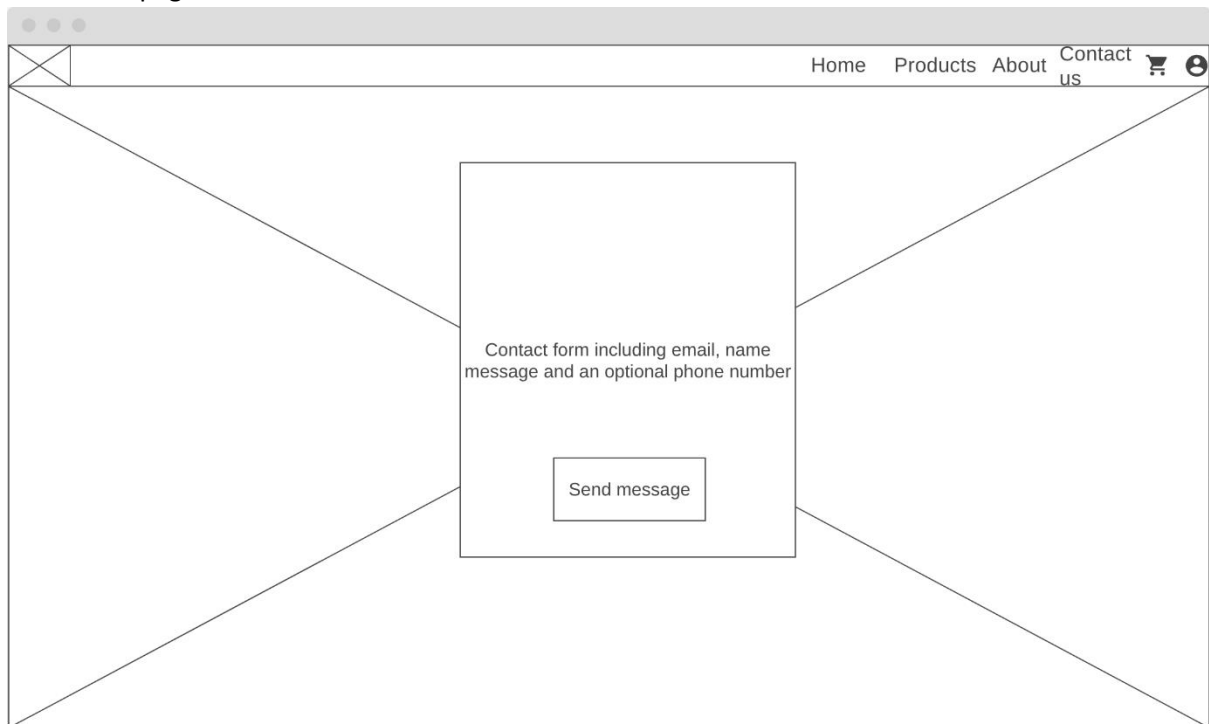 Home Products About Contact
us
Contact form including email, name
message and an optional phone number
Send message